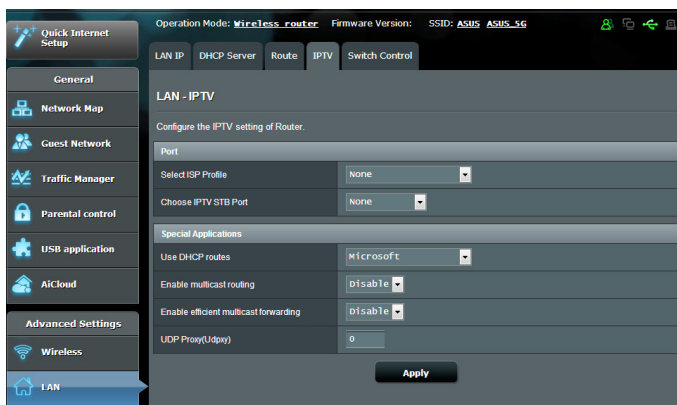 Quick Internet
Setup
Operation Mode: Wireless router Firmware Version: SSID: ASUS ASUS_5G
LAN IP DHCP Server Route IPTV Switch Control
General
Network Map
Guest Network
Traffic Manager
Parental control
USB application
AiCloud
Advanced Settings
Wireless
LAN
LAN - IPTV
Configure the IPTV setting of Router.
Port
Select ISP Profile None
Choose IPTV STB Port None
Special Applications
Use DHCP routes Microsoft
Enable multicast routing Disable
Enable efficient multicast forwarding Disable
UDP Proxy(Udpxy) 0
Apply